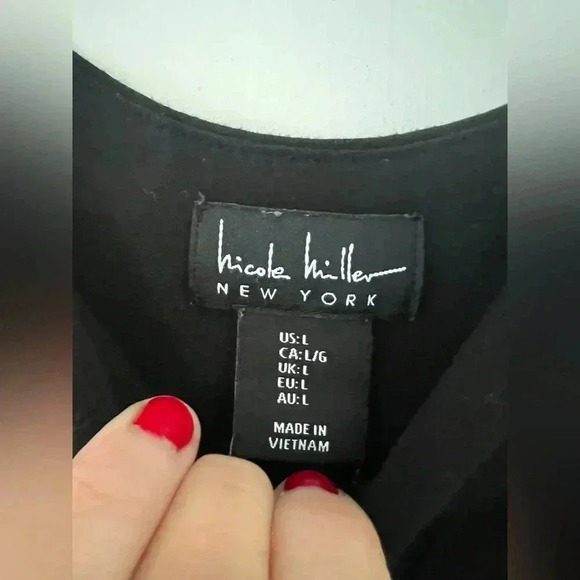 nicole miller
NEW YORK
US: L
CA: L/G
UK: L
EU: L
AU: L
MADE IN
VIETNAM